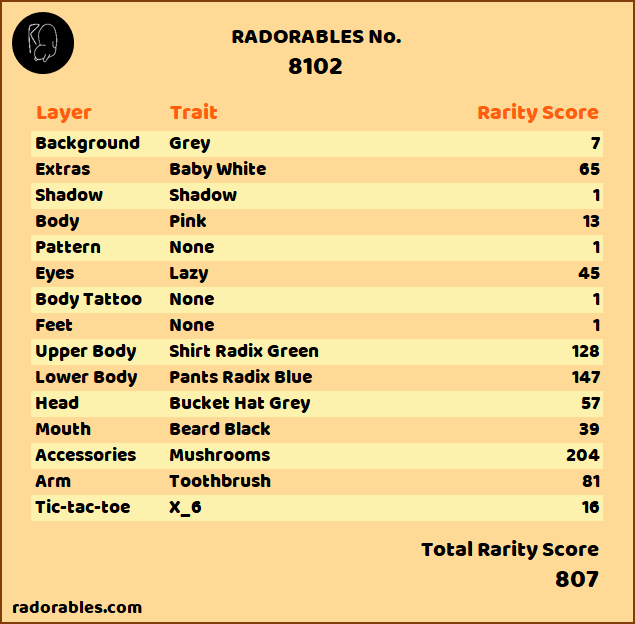 RADORABLES No.
8102
Layer Trait Rarity Score
Background Grey 7
Extras Baby White 65
Shadow Shadow 1
Body Pink 13
Pattern None 1
Eyes Lazy 45
Body Tattoo None 1
Feet None 1
Upper Body Shirt Radix Green 128
Lower Body Pants Radix Blue 147
Head Bucket Hat Grey 57
Mouth Beard Black 39
Accessories Mushrooms 204
Arm Toothbrush 81
Tic-tac-toe X_6 16
Total Rarity Score
807
radorables.com